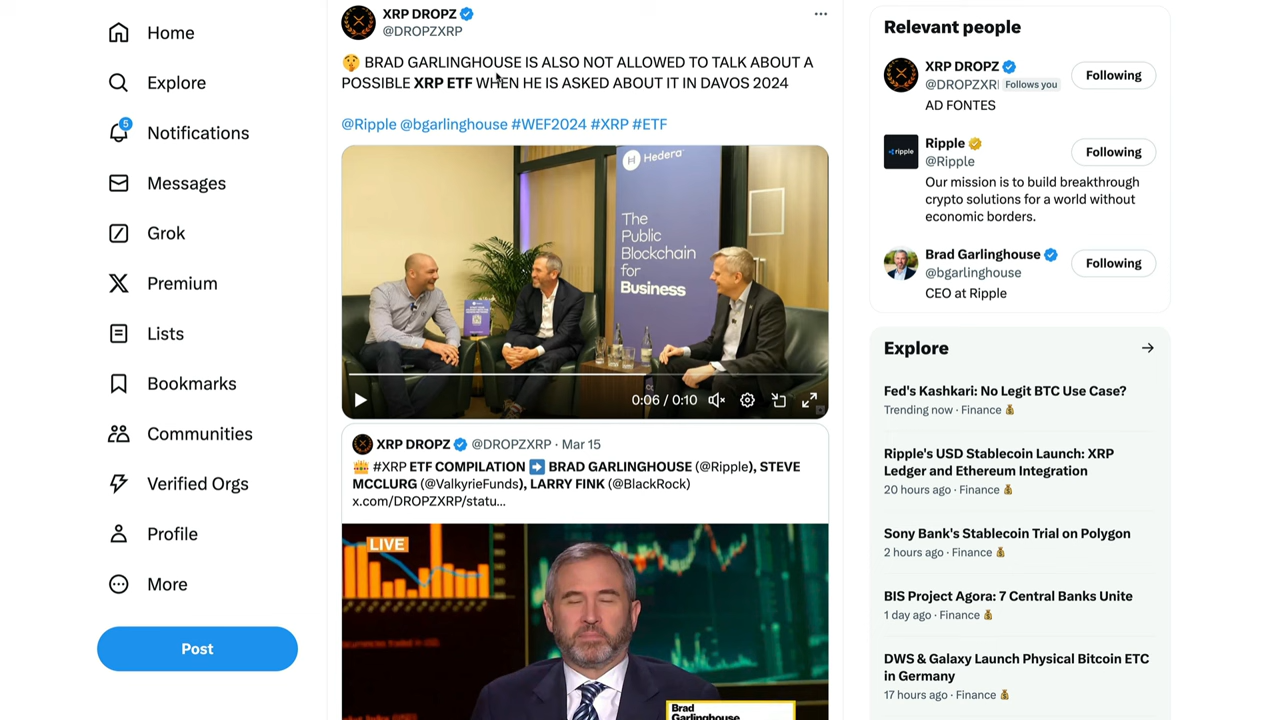 Home
Explore
5
Notifications
Messages
Grok
Premium
Lists
Bookmarks
Communities
Verified Orgs
Profile
More
Post
XRP DROPZ
@DROPZXRP
BRAD GARLINGHOUSE IS ALSO NOT ALLOWED TO TALK ABOUT A
POSSIBLE XRP ETF WHEN HE IS ASKED ABOUT IT IN DAVOS 2024
@Ripple @bgarlinghouse #WEF2024 #XRP #ETF
Hedera
The
Public
Blockchain
for
Business
0:06 / 0:10
XRP DROPZ @DROPZXRP · Mar 15
#XRP ETF COMPILATION ➡ BRAD GARLINGHOUSE (@Ripple), STEVE
MCCLURG (@ValkyrieFunds), LARRY FINK (@BlackRock)
x.com/DROPZXRP/statu...
LIVE
Brad
Garlinghouse
Relevant people
XRP DROPZ
@DROPZXR Follows you
Following
AD FONTES
ripple
Ripple
@Ripple
Following
Our mission is to build breakthrough
crypto solutions for a world without
economic borders.
Brad Garlinghouse
@bgarlinghouse
Following
CEO at Ripple
Explore
Fed's Kashkari: No Legit BTC Use Case?
Trending now · Finance
Ripple's USD Stablecoin Launch: XRP
Ledger and Ethereum Integration
20 hours ago · Finance
Sony Bank's Stablecoin Trial on Polygon
2 hours ago · Finance
BIS Project Agora: 7 Central Banks Unite
1 day ago · Finance
DWS & Galaxy Launch Physical Bitcoin ETC
in Germany
17 hours ago · Finance